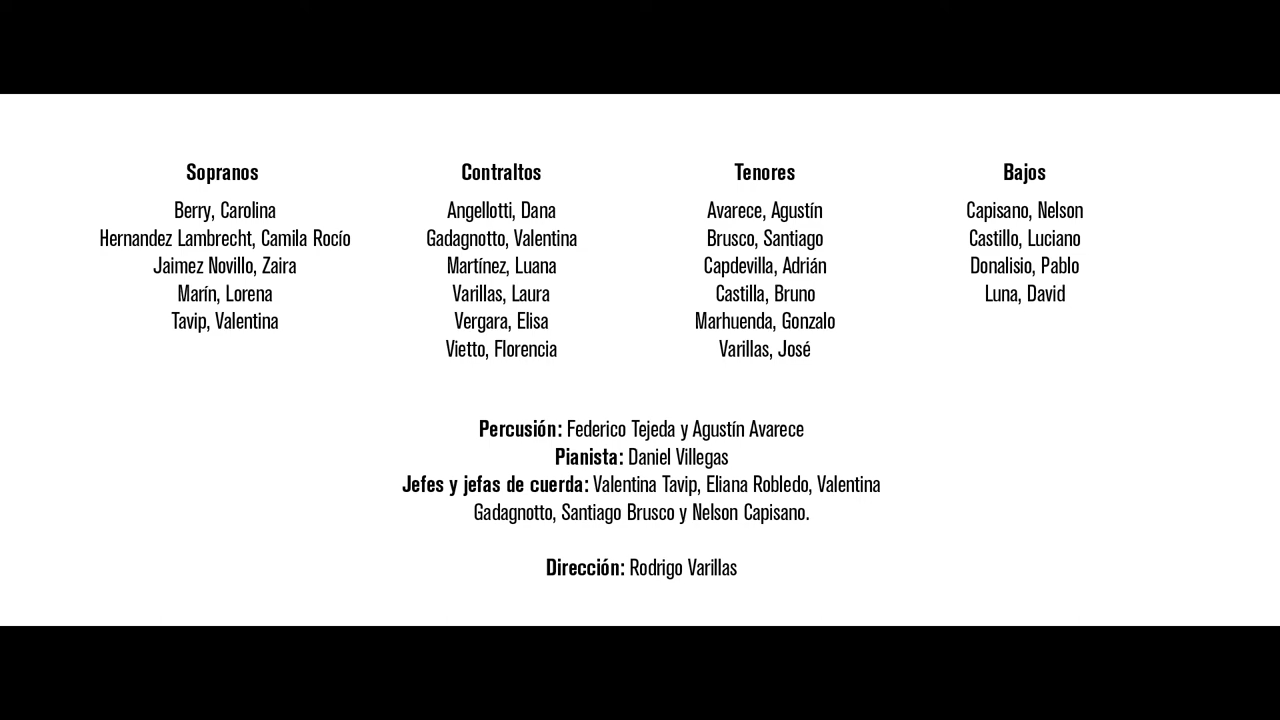 Sopranos
Berry, Carolina
Hernandez Lambrecht, Camila Rocío
Jaimez Novillo, Zaira
Marín, Lorena
Tavip, Valentina
Contraltos
Angellotti, Dana
Gadagnotto, Valentina
Martínez, Luana
Varillas, Laura
Vergara, Elisa
Vietto, Florencia
Tenores
Avarece, Agustín
Brusco, Santiago
Capdevilla, Adrián
Castilla, Bruno
Marhuenda, Gonzalo
Varillas, José
Bajos
Capisano, Nelson
Castillo, Luciano
Donalisio, Pablo
Luna, David
Percusión: Federico Tejeda y Agustín Avarece
Pianista: Daniel Villegas
Jefes y jefas de cuerda: Valentina Tavip, Eliana Robledo, Valentina
Gadagnotto, Santiago Brusco y Nelson Capisano.
Dirección: Rodrigo Varillas